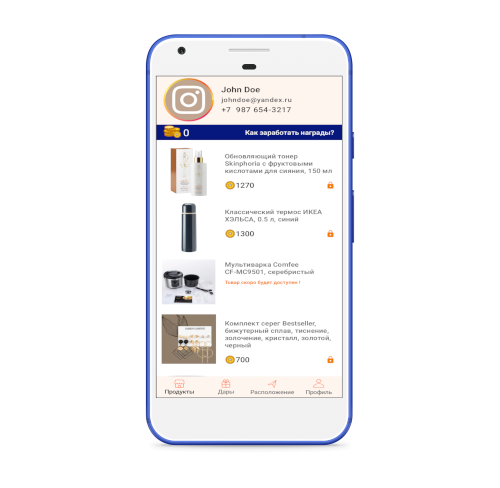 John Doe
johndoe@yandex.ru
+7 987 654-3217
0 Как заработать награды?
Обновляющий тонер
Skinphoria с фруктовыми
кислотами для сияния, 150 мл
1270
Классический термос ИКЕА
ХЭЛЬСА, 0.5 л, синий
1300
Мультиварка Comfee
CF-MC9501, серебристый
Товар скоро будет доступен!
Комплект серег Bestseller,
бижутерный сплав, тиснение,
золочение, кристалл, золотой,
черный
700
Продукты Дары Расположение Профиль